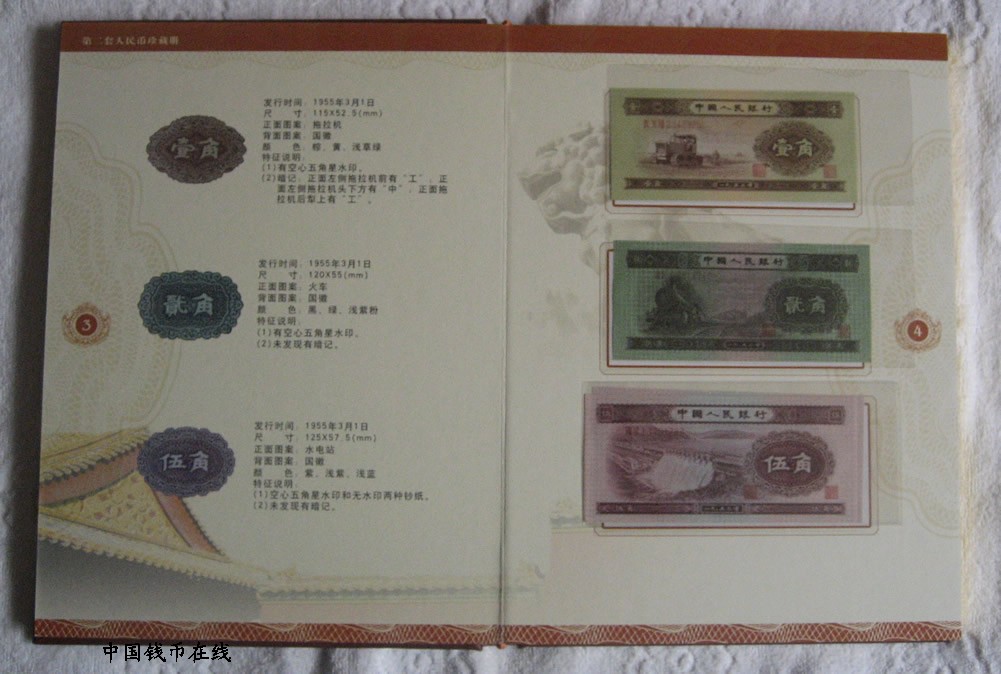 第二套人民币珍藏册
壹角
发行时间：1955年3月1日
尺　　寸：115X52.5(mm)
正面图案：拖拉机
背面图案：国徽
颜　　色：棕、黄、浅草绿
特征说明：
(1)有空心五角星水印。
(2)暗记：正面左侧拖拉机前有“工”；正
面左侧拖拉机头下方有“中”，正面拖
拉机后犁上有“工”。
贰角
发行时间：1955年3月1日
尺　　寸：120X55(mm)
正面图案：火车
背面图案：国徽
颜　　色：黑、绿、浅紫粉
特征说明：
(1)有空心五角星水印。
(2)未发现有暗记。
3
伍角
发行时间：1955年3月1日
尺　　寸：125X57.5(mm)
正面图案：水电站
背面图案：国徽
颜　　色：紫、浅紫、浅蓝
特征说明：
(1)空心五角星水印和无水印两种钞纸。
(2)未发现有暗记。
中國人民銀行
壹角
中國人民銀行
貳角
4
中國人民銀行
伍角
中国钱币在线